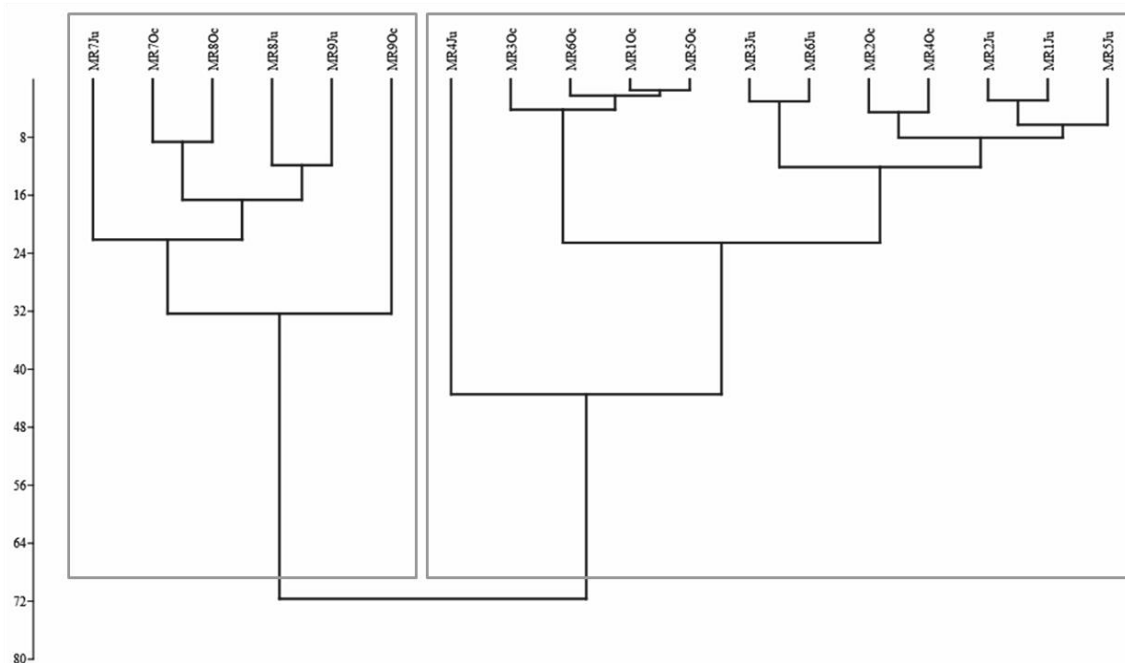 MR7Ju
MR7Oc
MR8Oc
MR8Ju
MR9Ju
MR9Oc
MR4Ju
MR3Oc
MR6Oc
MR1Oc
MR5Oc
MR3Ju
MR6Ju
MR2Oc
MR4Oc
MR2Ju
MR1Ju
MR5Ju
8
16
24
32
40
48
56
64
72
80